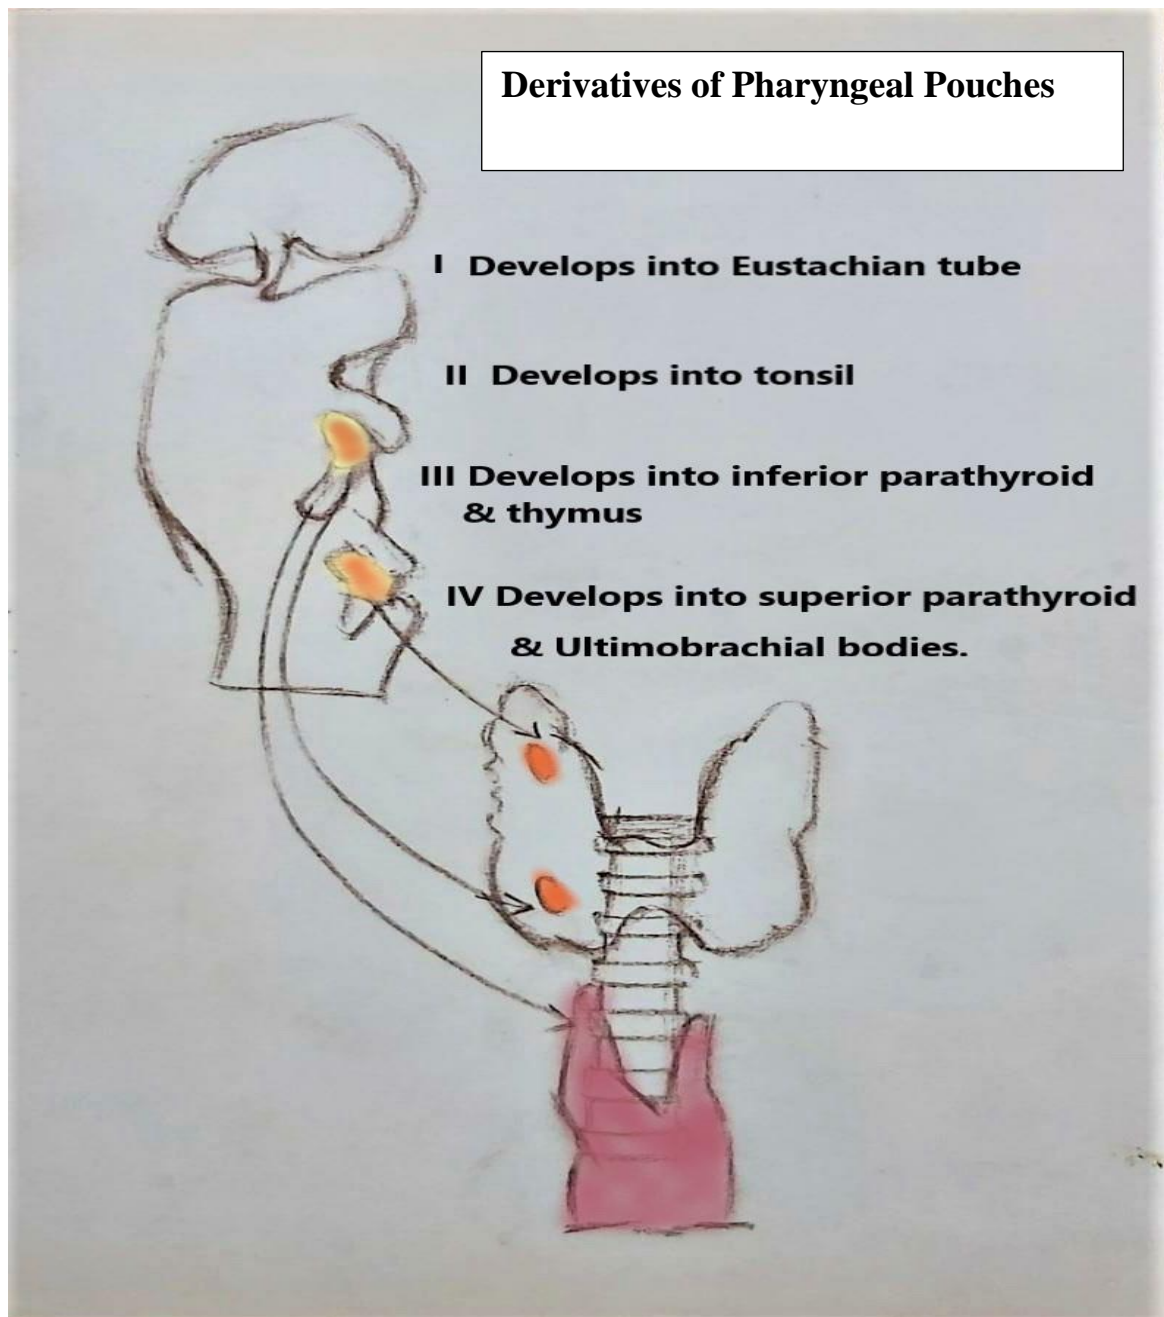 Derivatives of Pharyngeal Pouches
I Develops into Eustachian tube
II Develops into tonsil
III Develops into inferior parathyroid
& thymus
IV Develops into superior parathyroid
& Ultimobrachial bodies.